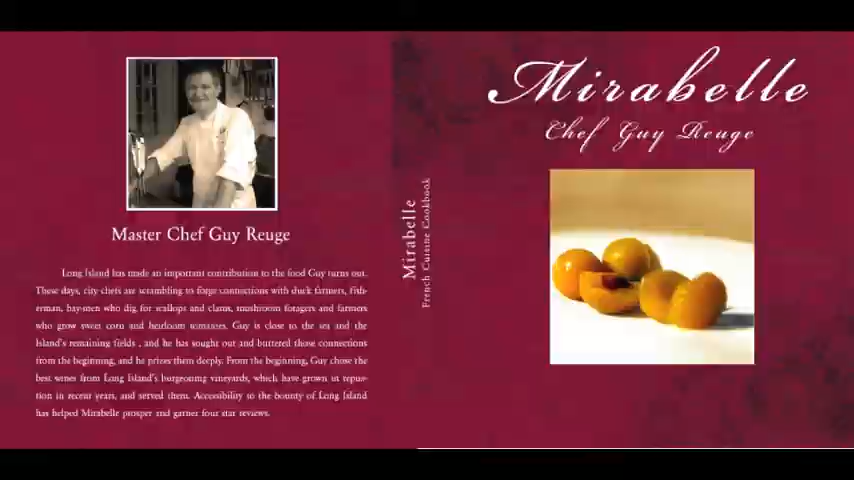 Master Chef Guy Reuge
Long Island has made an important contribution to the food Guy turns out.
These days, city chefs are scrambling to forge connections with duck farmers, fish-
erman, bay-men who dig for scallops and clams, mushroom foragers and farmers
who grow sweet corn and heirloom tomatoes. Guy is close to the sea and the
Island's remaining fields , and he has sought out and buttered those connections
from the beginning, and he prizes them deeply. From the beginning, Guy chose the
best wines from Long Island's burgeoning vineyards, which have grown in reputa-
tion in recent years, and served them. Accessibility to the bounty of Long Island
has helped Mirabelle prosper and garner four star reviews.
Mirabelle
French Cuisine Cookbook
Mirabelle
Chef Guy Reuge